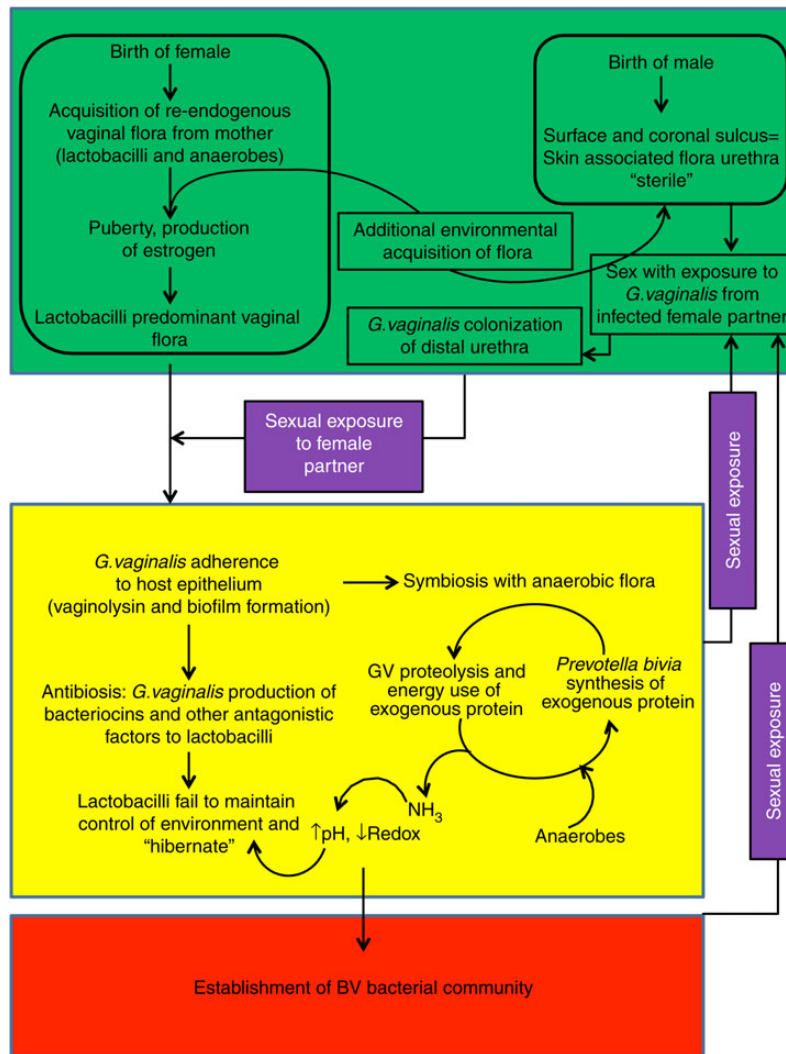 Birth of female
Acquisition of re-endogenous
vaginal flora from mother
(lactobacilli and anaerobes)
Puberty, production
of estrogen
Lactobacilli predominant vaginal
flora
Birth of male
Surface and coronal sulcus=
Skin associated flora urethra
“sterile”
Additional environmental
acquisition of flora
Sex with exposure to
G.vaginalis from
infected female partner
G.vaginalis colonization
of distal urethra
Sexual exposure
to female
partner
Sexual exposure
Sexual exposure
G.vaginalis adherence
to host epithelium
(vaginolysin and biofilm formation)
Symbiosis with anaerobic flora
GV proteolysis and
energy use of
exogenous protein
Prevotella bivia
synthesis of
exogenous protein
Antibiosis: G.vaginalis production of
bacteriocins and other antagonistic
factors to lactobacilli
Lactobacilli fail to maintain
control of environment and
“hibernate”
NH3
↑pH, ↓Redox
Anaerobes
Establishment of BV bacterial community